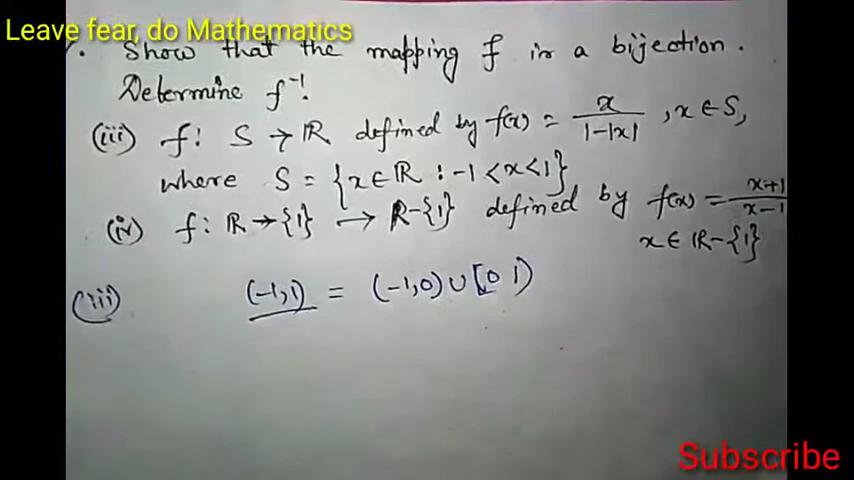 Leave fear, do Mathematics
. Show that the mapping f is a bijection.
Determine f⁻¹.
(iii) f: S → ℝ defined by f(x) = x/(1-|x|), x ∈ S,
where S = {x ∈ ℝ : -1 < x < 1}
(iv) f: ℝ → {1} → ℝ-{1} defined by f(x) = (x+1)/(x-1)
x ∈ ℝ-{1}
(iii) (-1,1) = (-1,0) ∪ [0 1)
Subscribe